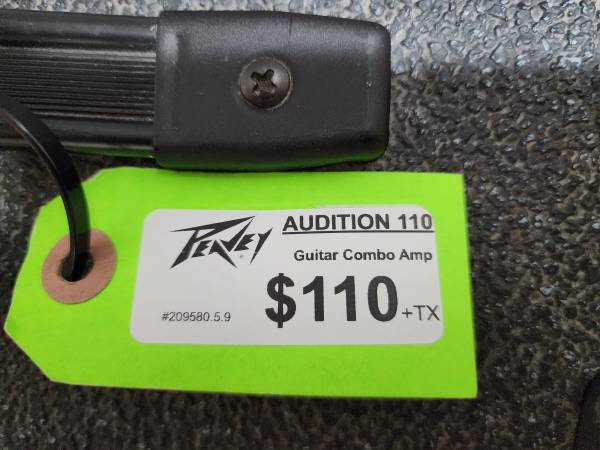 PEAVEY®
AUDITION 110
Guitar Combo Amp
#209580.5.9
$110+TX